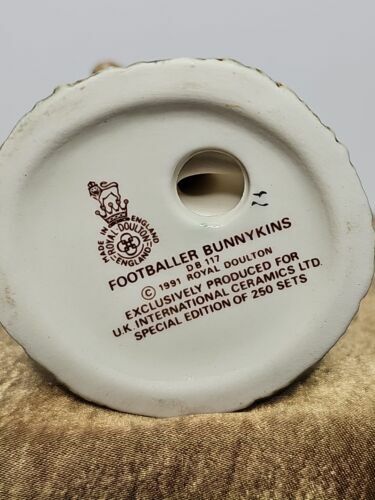 MADE IN ENGLAND
ROYAL DOULTON
ENGLAND
FOOTBALLER BUNNYKINS
DB 117
© 1991 ROYAL DOULTON
EXCLUSIVELY PRODUCED FOR
U.K. INTERNATIONAL CERAMICS LTD.
SPECIAL EDITION OF 250 SETS